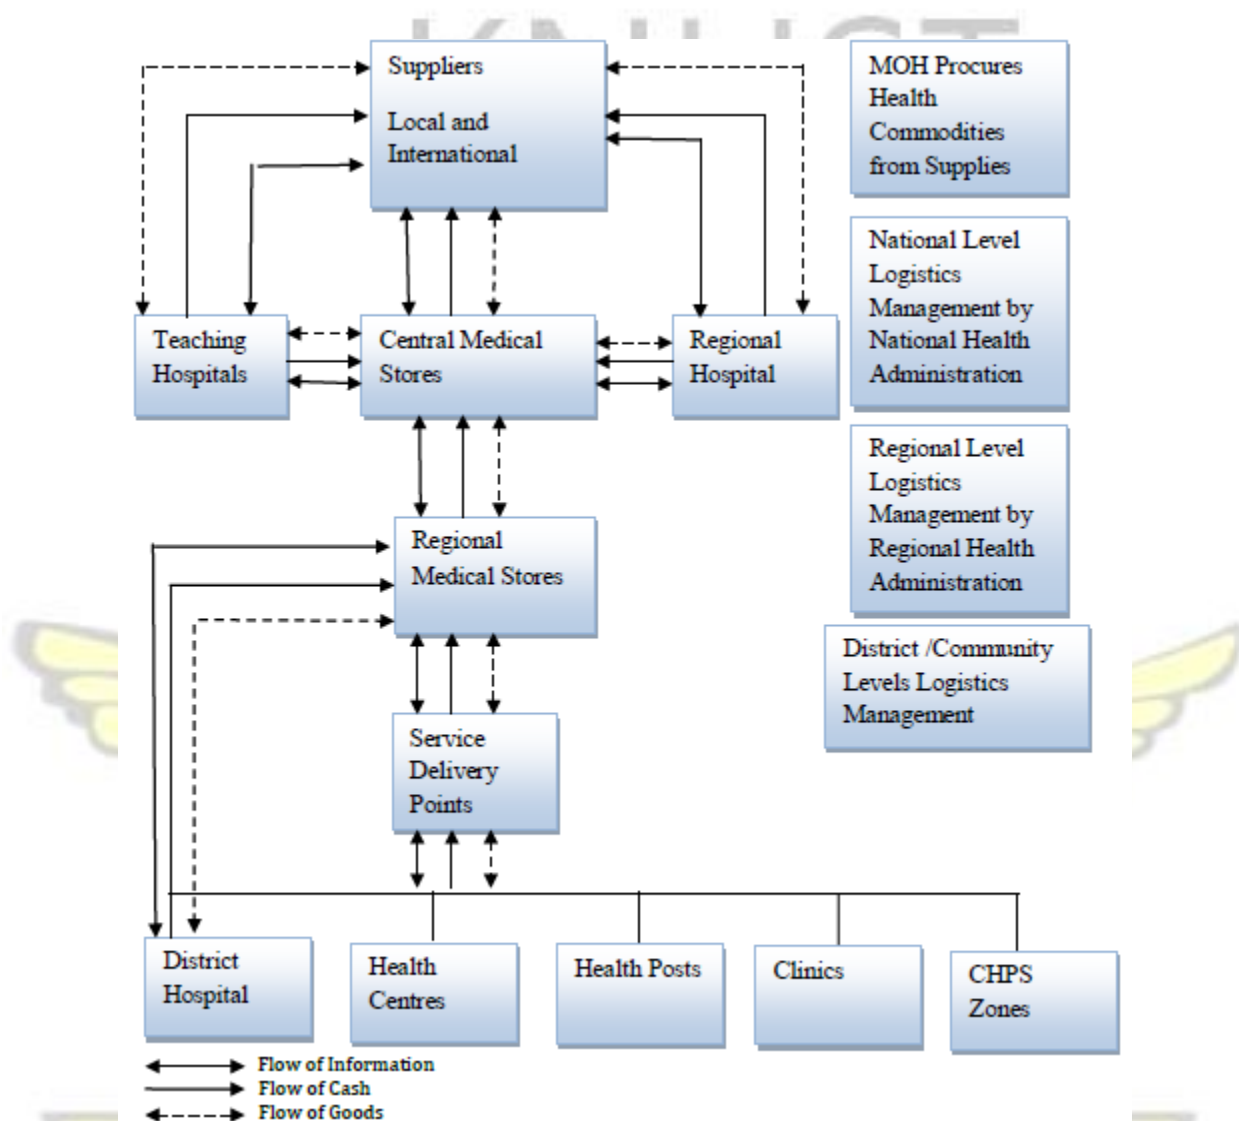 KNUST
Suppliers
Local and
International
MOH Procures
Health
Commodities
from Supplies
National Level
Logistics
Management by
National Health
Administration
Teaching
Hospitals
Central Medical
Stores
Regional
Hospital
Regional Level
Logistics
Management by
Regional Health
Administration
Regional
Medical Stores
District /Community
Levels Logistics
Management
Service
Delivery
Points
District
Hospital
Health
Centres
Health Posts
Clinics
CHPS
Zones
Flow of Information
Flow of Cash
Flow of Goods